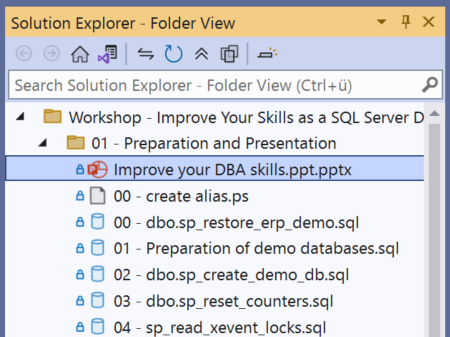 Solution Explorer - Folder View
Search Solution Explorer - Folder View (Ctrl+ü)
Workshop - Improve Your Skills as a SQL Server D
01 - Preparation and Presentation
Improve your DBA skills.ppt.pptx
00 - create alias.ps
00 - dbo.sp_restore_erp_demo.sql
01 - Preparation of demo databases.sql
02 - dbo.sp_create_demo_db.sql
03 - dbo.sp_reset_counters.sql
04 - sp_read_xevent_locks.sql